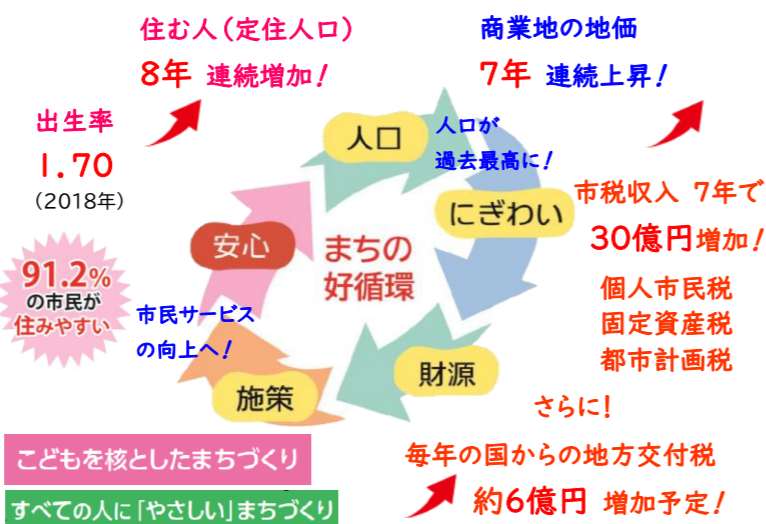 住む人（定住人口）
8年 連続増加！
商業地の地価
7年 連続上昇！
出生率
1.70
（2018年）
人口
人口が
過去最高に！
にぎわい
市税収入 7年で
30億円増加！
個人市民税
固定資産税
都市計画税
安心
まちの
好循環
91.2%
の市民が
住みやすい
市民サービス
の向上へ！
財源
施策
さらに！
毎年の国からの地方交付税
約6億円 増加予定！
こどもを核としたまちづくり
すべての人に「やさしい」まちづくり